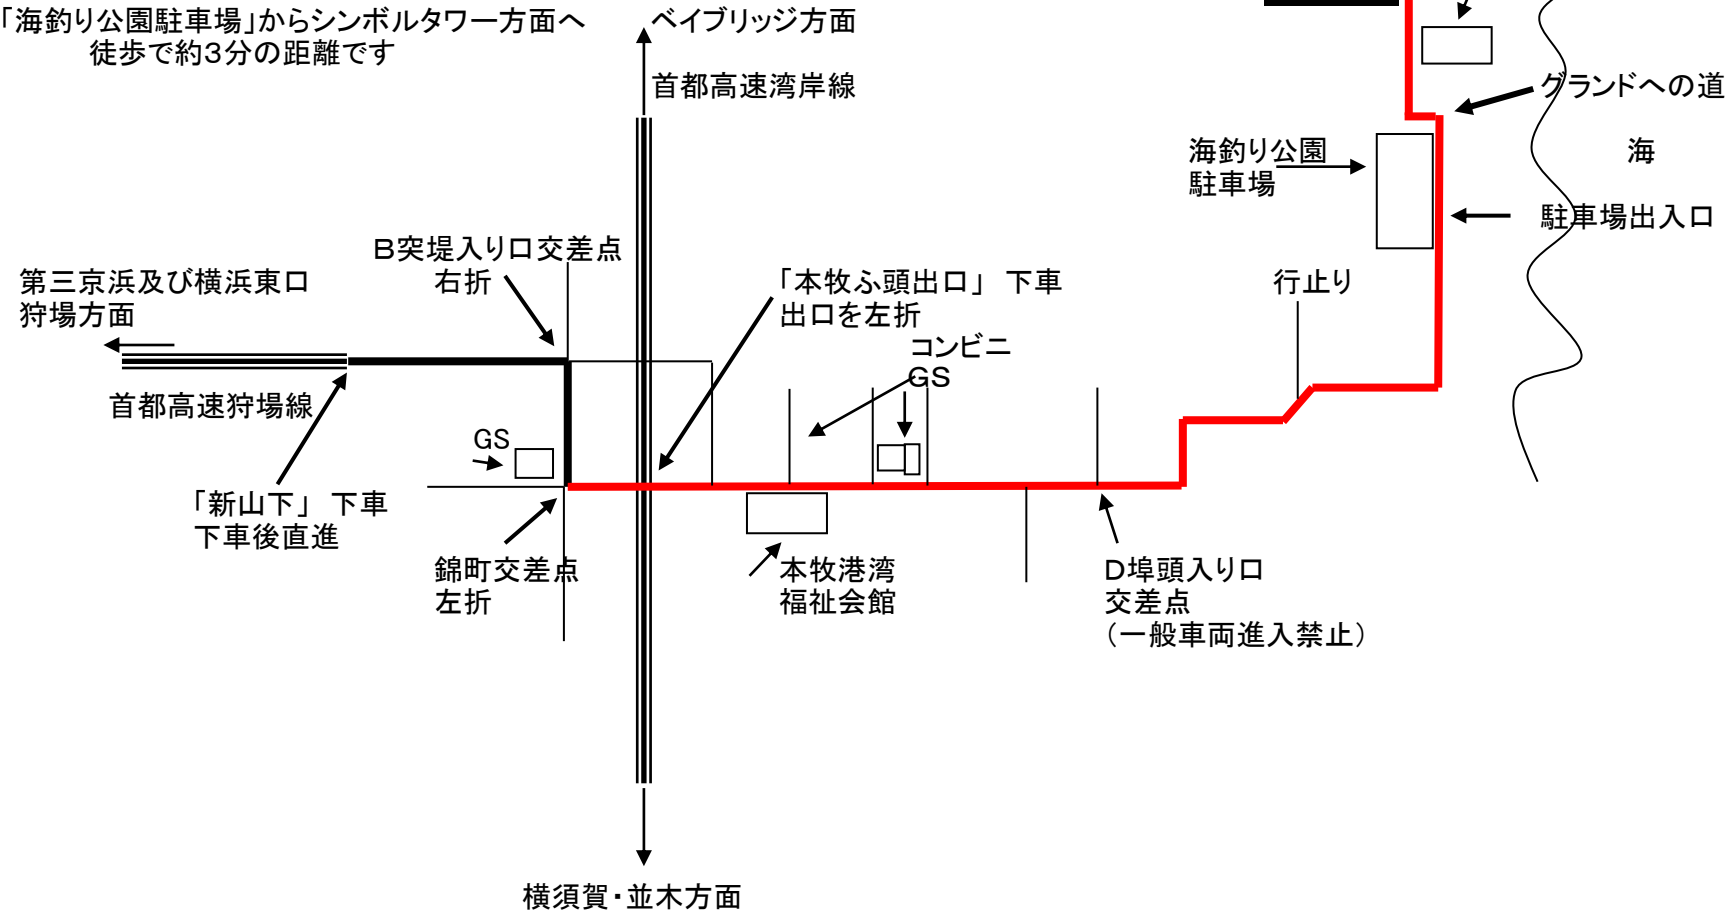 「海釣り公園駐車場」からシンボルタワー方面へ
徒歩で約3分の距離です
ベイブリッジ方面
首都高速湾岸線
グランドへの道
海釣り公園
駐車場
海
駐車場出入口
B突堤入り口交差点
右折
第三京浜及び横浜東口
狩場方面
「本牧ふ頭出口」 下車
出口を左折
行止り
コンビニ
GS
首都高速狩場線
GS
「新山下」 下車
下車後直進
錦町交差点
左折
本牧港湾
福祉会館
D埠頭入り口
交差点
（一般車両進入禁止）
横須賀・並木方面